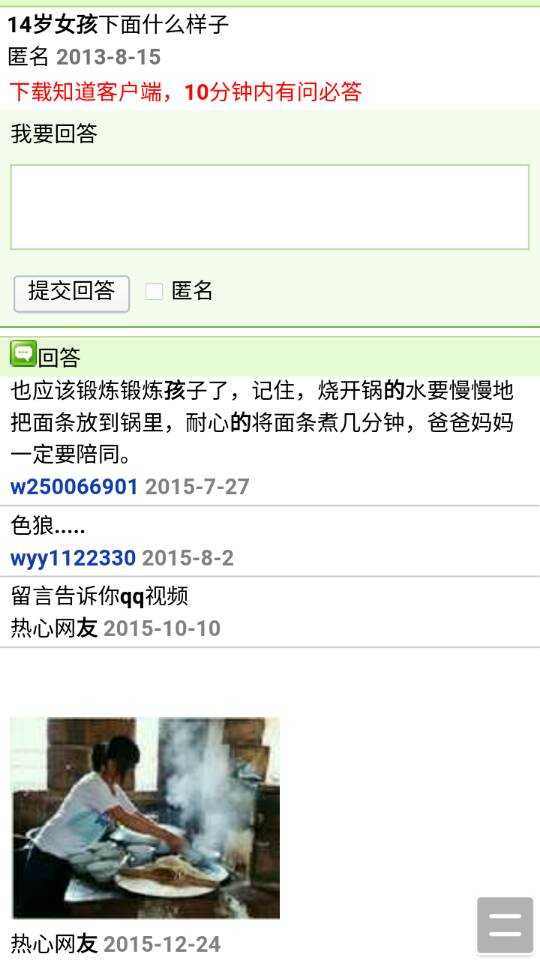 14岁女孩下面什么样子
匿名 2013-8-15
下载知道客户端，10分钟内有问必答
我要回答
提交回答 匿名
回答
也应该锻炼锻炼孩子了，记住，烧开锅的水要慢慢地
把面条放到锅里，耐心的将面条煮几分钟，爸爸妈妈
一定要陪同。
w250066901 2015-7-27
色狼.....
wyy1122330 2015-8-2
留言告诉你qq视频
热心网友 2015-10-10
热心网友 2015-12-24